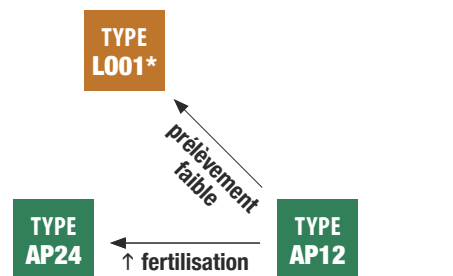 TYPE
L001*
prélèvement
faible
TYPE
AP24
↑ fertilisation
TYPE
AP12